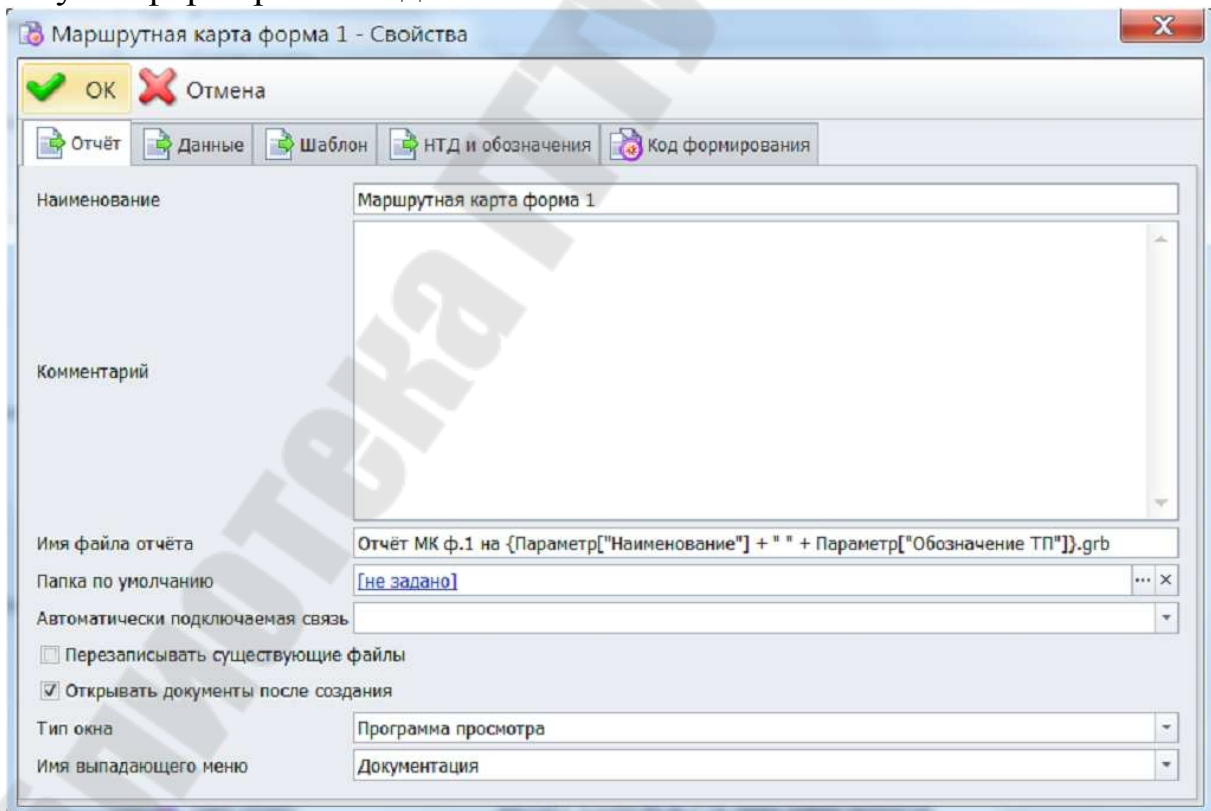 Маршрутная карта форма 1 - Свойства
X
ОК Отмена
Отчёт Данные Шаблон НТД и обозначения Код формирования
Наименование Маршрутная карта форма 1
Комментарий
Имя файла отчёта Отчёт МК ф.1 на {Параметр["Наименование"] + " " + Параметр["Обозначение ТП"]}.grb
Папка по умолчанию [не задано] ... ×
Автоматически подключаемая связь
Перезаписывать существующие файлы
Открывать документы после создания
Тип окна Программа просмотра
Имя выпадающего меню Документация